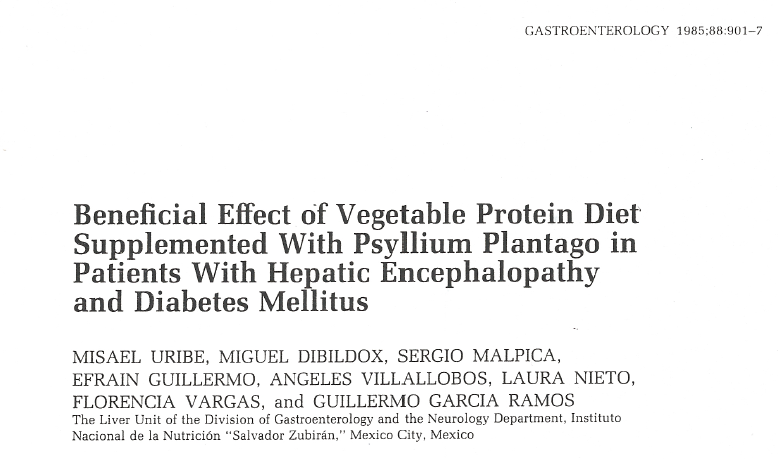 GASTROENTEROLOGY 1985;88:901–7
Beneficial Effect of Vegetable Protein Diet
Supplemented With Psyllium Plantago in
Patients With Hepatic Encephalopathy
and Diabetes Mellitus
MISAEL URIBE, MIGUEL DIBILDOX, SERGIO MALPICA,
EFRAIN GUILLERMO, ANGELES VILLALLOBOS, LAURA NIETO,
FLORENCIA VARGAS, and GUILLERMO GARCIA RAMOS
The Liver Unit of the Division of Gastroenterology and the Neurology Department, Instituto
Nacional de la Nutrición “Salvador Zubirán,” Mexico City, Mexico